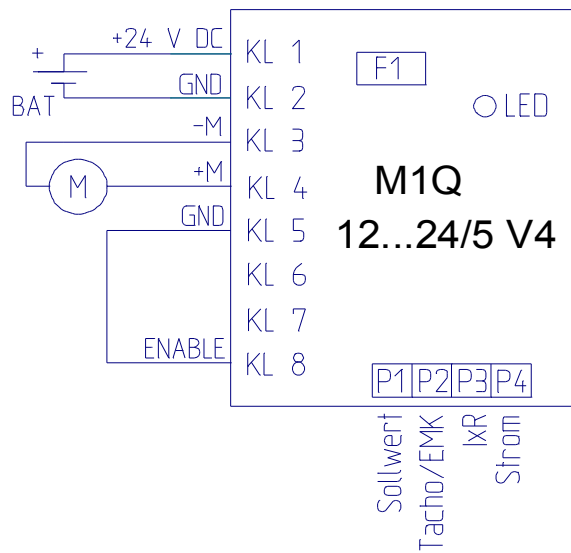 +24 V DC KL 1
+
BAT
GND KL 2
-M KL 3
M
+M KL 4
GND KL 5
KL 6
KL 7
ENABLE KL 8
F1
LED
M1Q
12...24/5 V4
P1 P2 P3 P4
Sollwert
Tacho/EMK
IxR
Strom